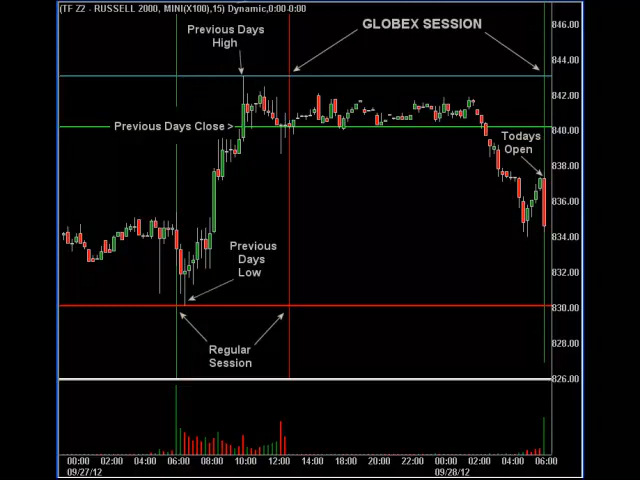 (TF Z2 - RUSSELL 2000, MINI(X100),15) Dynamic,0:00-0:00
846.00
844.00
842.00
840.00
838.00
836.00
834.00
832.00
830.00
828.00
826.00
Previous Days
High
GLOBEX SESSION
Previous Days Close >
Todays
Open
Previous
Days
Low
Regular
Session
00:00 02:00 04:00 06:00 08:00 10:00 12:00 14:00 16:00 20:00 22:00 00:00 02:00 04:00 06:00
09/27/12 09/28/12